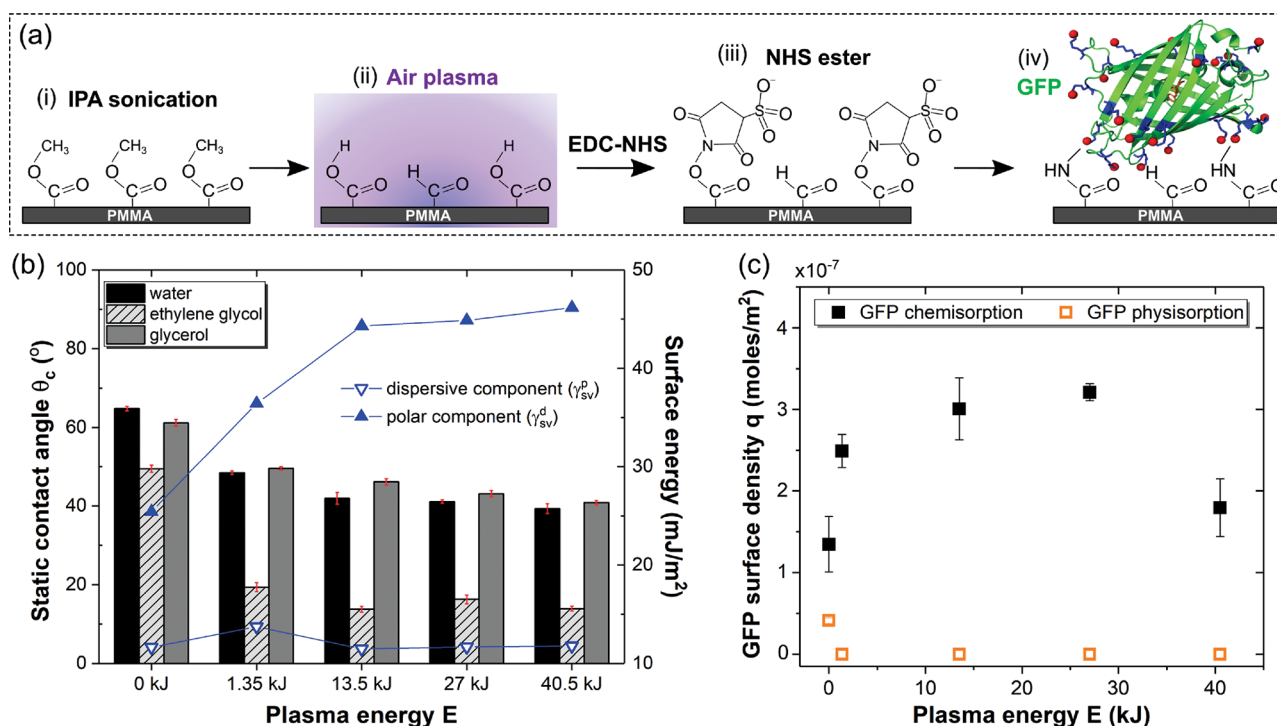 (a)
(i) IPA sonication
CH3 CH3 CH3
O O O
C O C O C O
PMMA
(ii) Air plasma
H H
O H O
C O C O C O
PMMA
EDC-NHS
(iii) NHS ester
O− O−
O S O O S O
O O O O
N O N O
O H O
C O C O C O
PMMA
(iv)
GFP
HN H HN
C O C O C O
PMMA
(b)
100
80
60
40
20
0
Static contact angle θc (°)
water
ethylene glycol
glycerol
dispersive component (γsv^p)
polar component (γsv^d)
50
40
30
20
10
Surface energy
(mJ/m²)
0 kJ 1.35 kJ 13.5 kJ 27 kJ 40.5 kJ
Plasma energy E
(c)
x10^-7
GFP chemisorption GFP physisorption
4
3
2
1
0
GFP surface density q (moles/m²)
0 10 20 30 40
Plasma energy E (kJ)